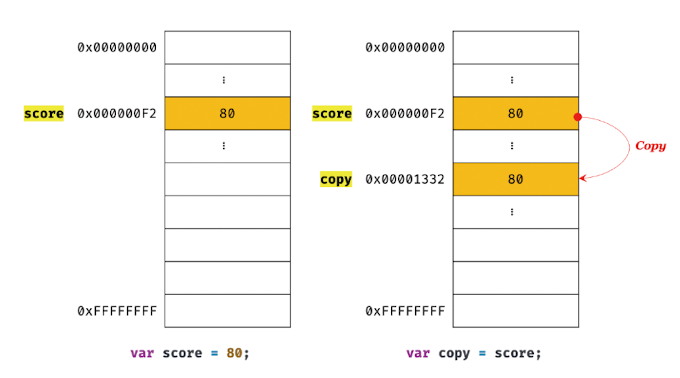 0x00000000
⋮
score 0x000000F2 80
⋮
0xFFFFFFFF
var score = 80;
0x00000000
⋮
score 0x000000F2 80
⋮
Copy
copy 0x00001332 80
⋮
0xFFFFFFFF
var copy = score;